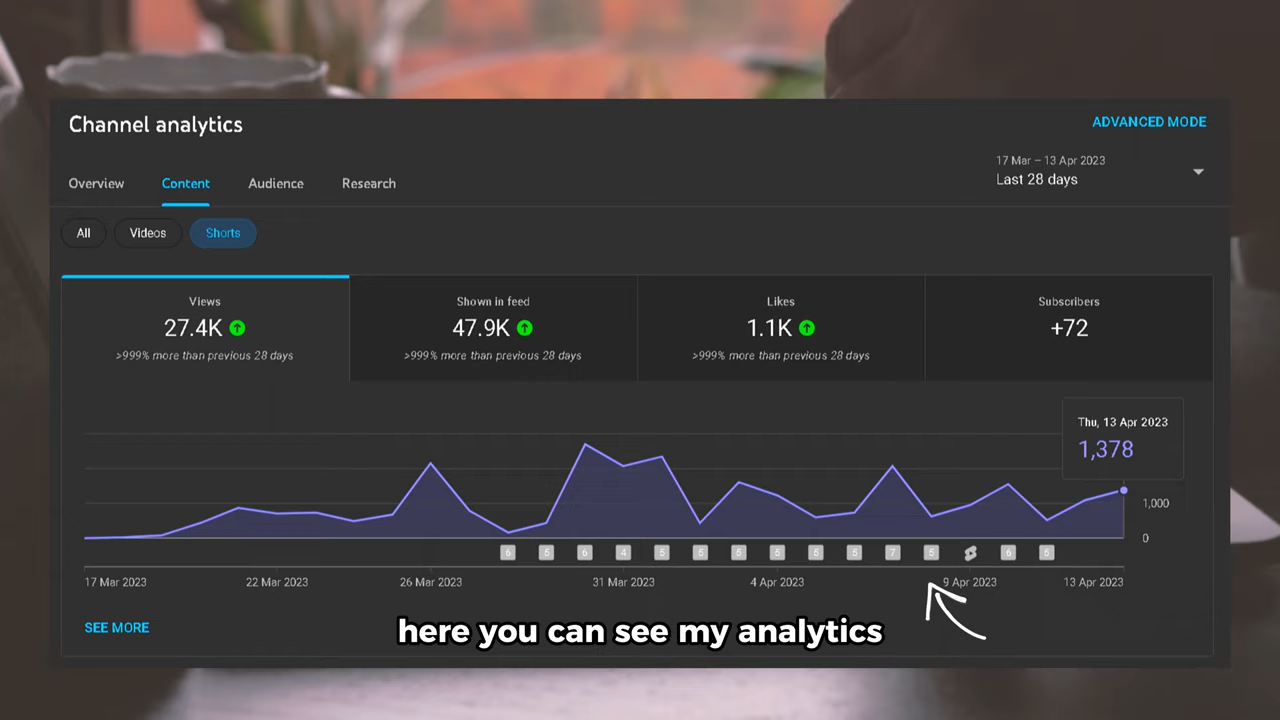 Channel analytics
ADVANCED MODE
17 Mar – 13 Apr 2023
Last 28 days
Overview Content Audience Research
All Videos Shorts
Views Shown in feed Likes Subscribers
27.4K 47.9K 1.1K +72
>999% more than previous 28 days >999% more than previous 28 days >999% more than previous 28 days
Thu, 13 Apr 2023
1,378
1,000
0
6 5 6 4 5 5 5 5 5 5 7 5 6 5
17 Mar 2023 22 Mar 2023 26 Mar 2023 31 Mar 2023 4 Apr 2023 9 Apr 2023 13 Apr 2023
SEE MORE
here you can see my analytics